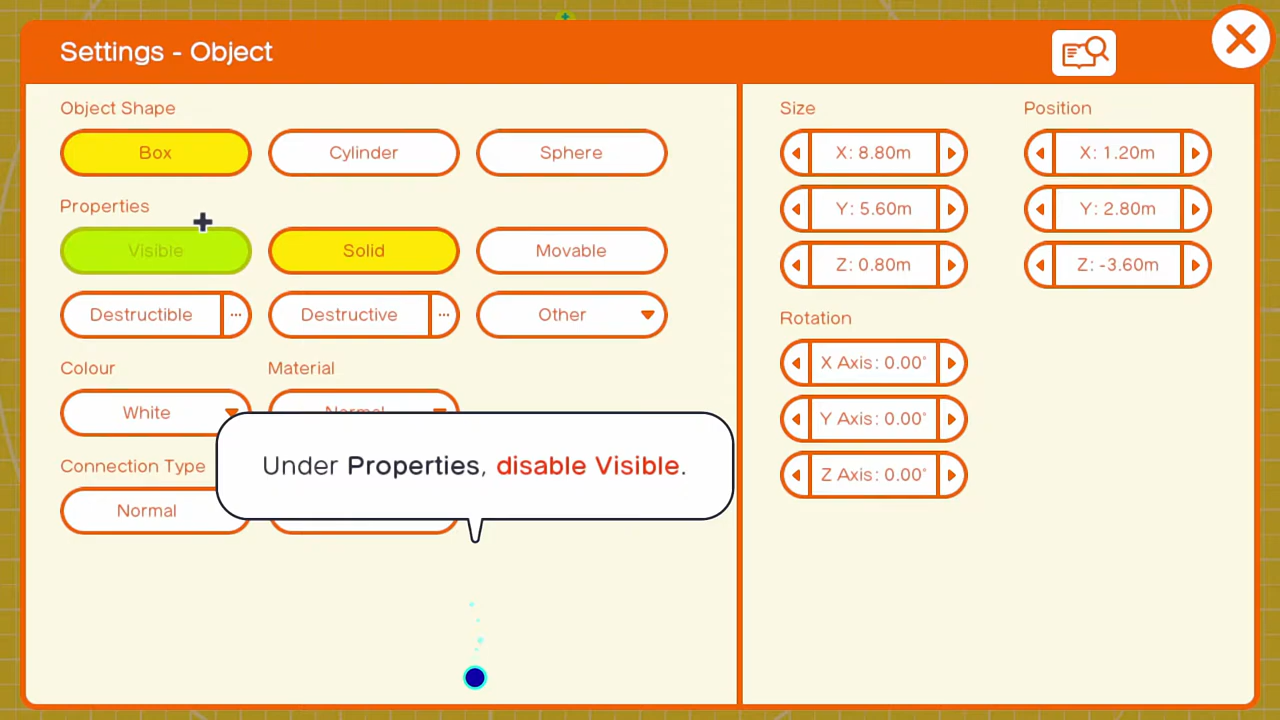 Settings - Object
Object Shape
Box
Cylinder
Sphere
Properties
Visible
Solid
Movable
Destructible
...
Destructive
...
Other
Colour
Material
White
Normal
Connection Type
Normal
Under Properties, disable Visible.
Size
X: 8.80m
Y: 5.60m
Z: 0.80m
Position
X: 1.20m
Y: 2.80m
Z: -3.60m
Rotation
X Axis: 0.00°
Y Axis: 0.00°
Z Axis: 0.00°